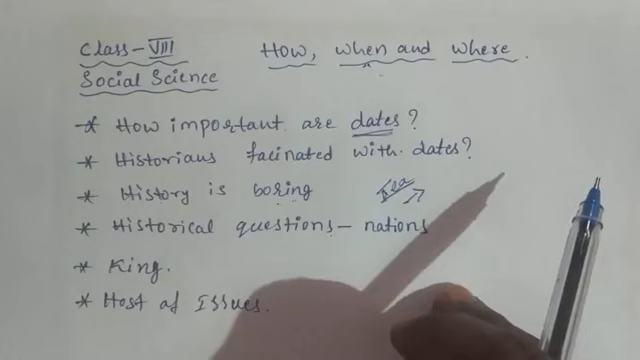 Class-VIII How, when and where.
Social Science
* How important are dates?
* Historians facinated with dates?
* History is boring Tea
* Historical questions- nations
* King.
* Host of Issues.